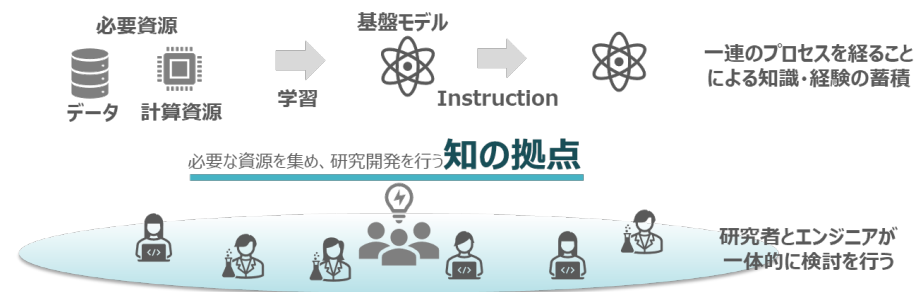 必要資源
データ
計算資源
学習
基盤モデル
Instruction
一連のプロセスを経ること
による知識・経験の蓄積
必要な資源を集め、研究開発を行う知の拠点
</>
</>
</>
研究者とエンジニアが
一体的に検討を行う